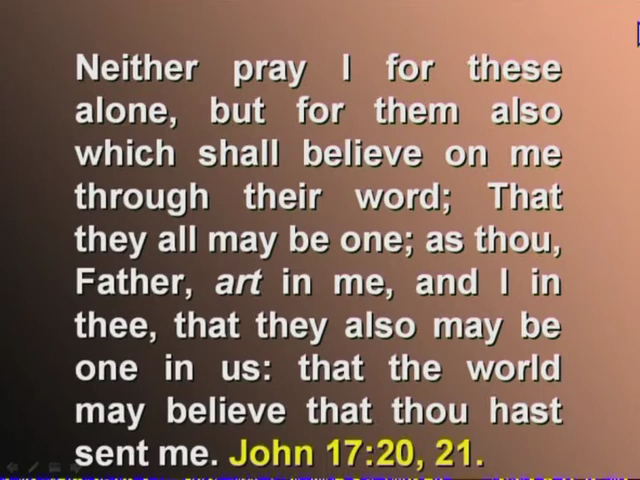 Neither pray I for these
alone, but for them also
which shall believe on me
through their word; That
they all may be one; as thou,
Father, art in me, and I in
thee, that they also may be
one in us: that the world
may believe that thou hast
sent me. John 17:20, 21.